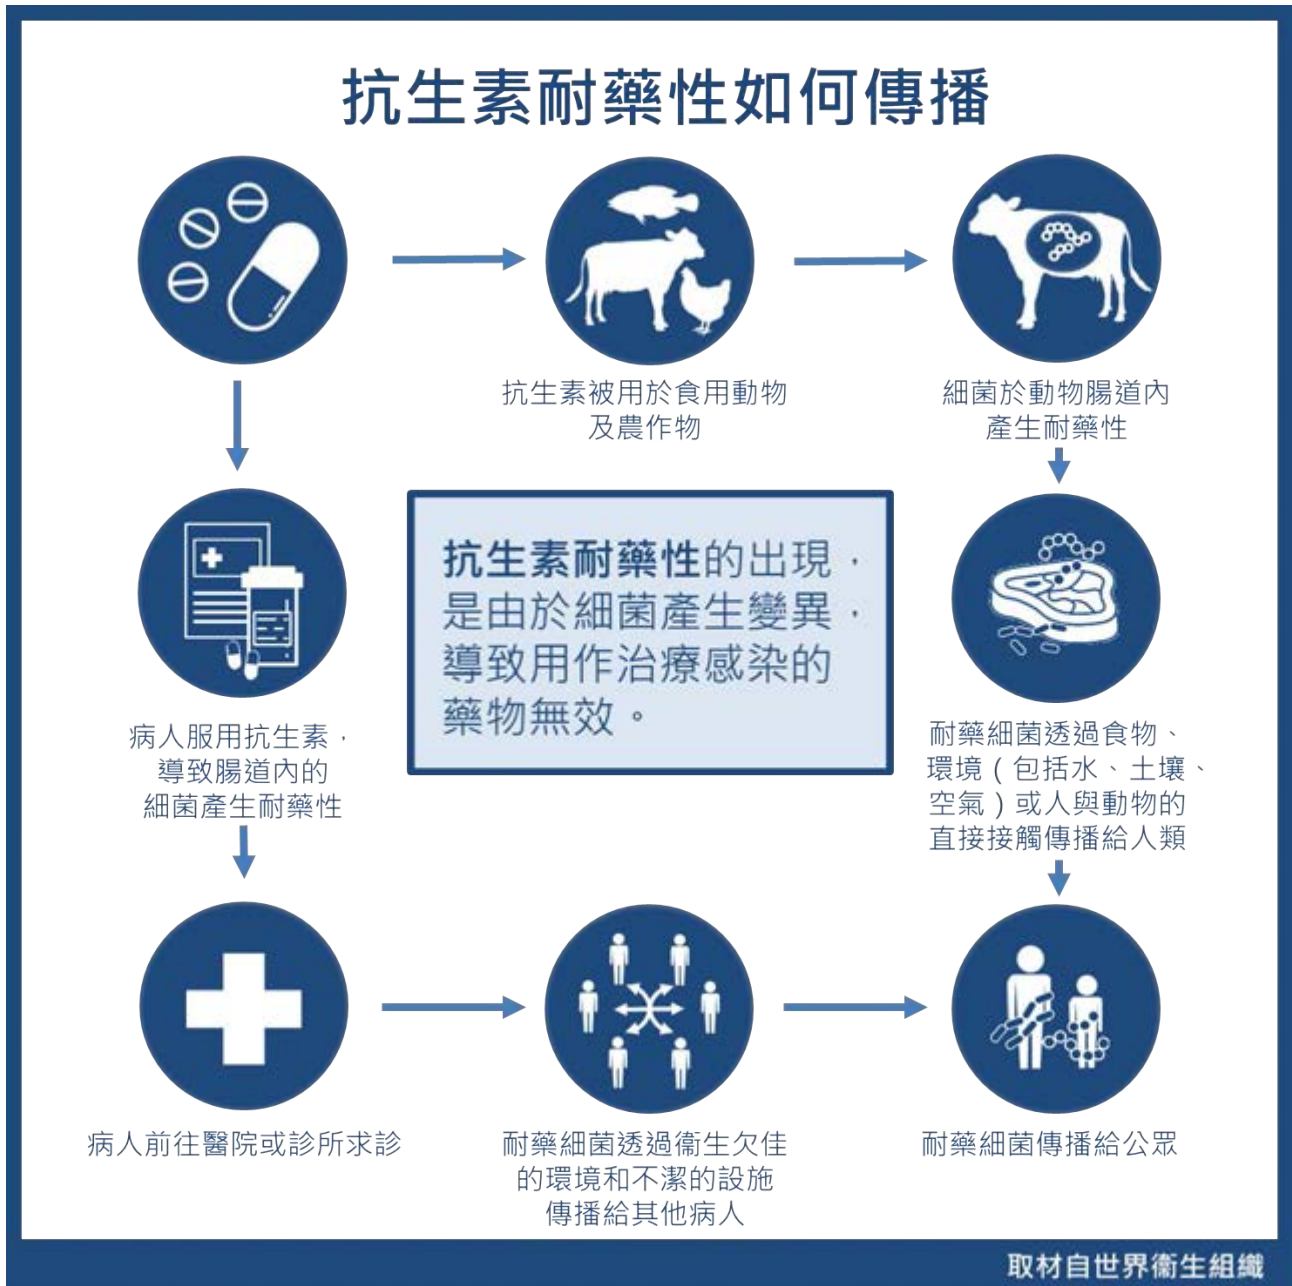 抗生素耐藥性如何傳播
抗生素被用於食用動物
及農作物
細菌於動物腸道內
產生耐藥性
抗生素耐藥性的出現，
是由於細菌產生變異，
導致用作治療感染的
藥物無效。
病人服用抗生素，
導致腸道內的
細菌產生耐藥性
耐藥細菌透過食物、
環境（包括水、土壤、
空氣）或人與動物的
直接接觸傳播給人類
病人前往醫院或診所求診
耐藥細菌透過衞生欠佳
的環境和不潔的設施
傳播給其他病人
耐藥細菌傳播給公眾
取材自世界衞生組織